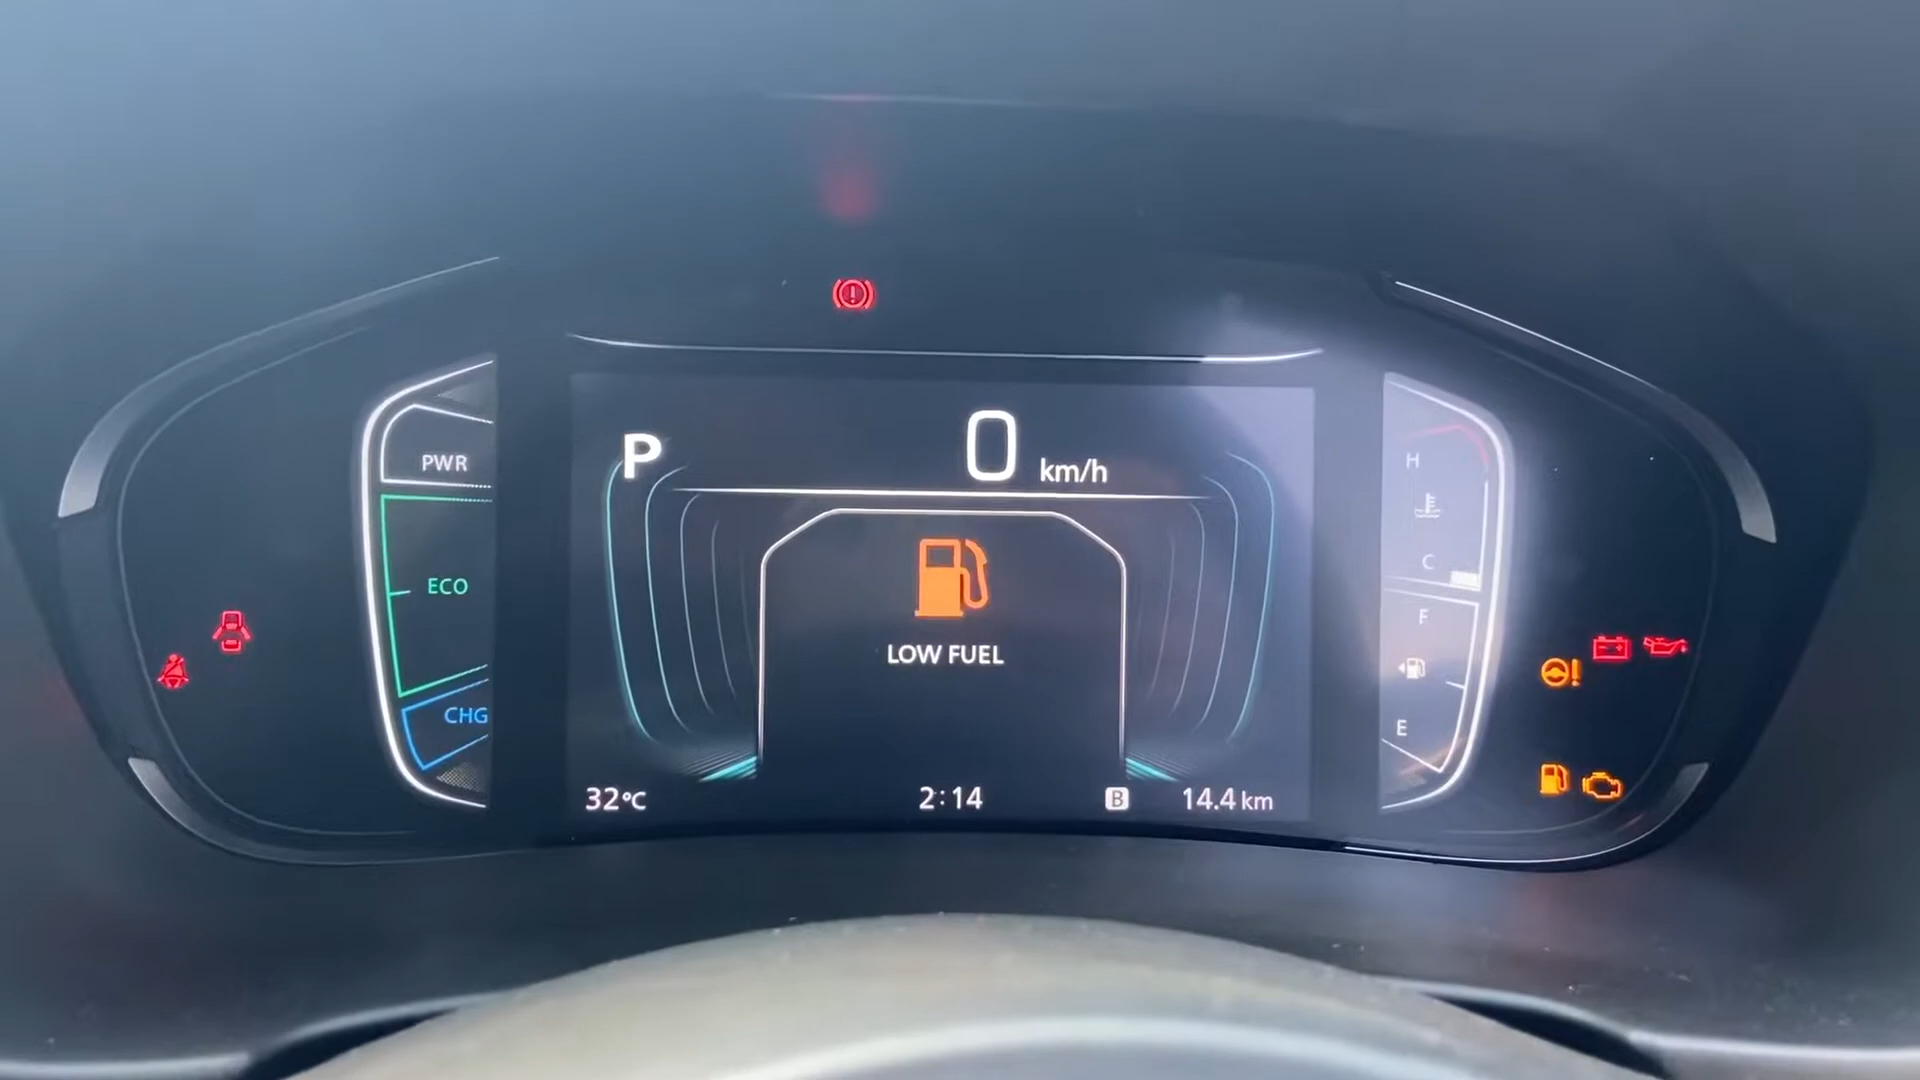 P
0 km/h
PWR
ECO
CHG
LOW FUEL
H
C
F
E
32°C
2:14
B
14.4 km